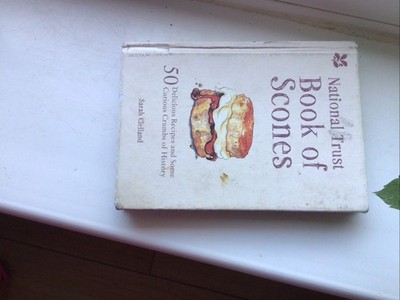 National Trust
Book of
Scones
50 Delicious Recipes and Some
Curious Crumbs of History
Sarah Clelland